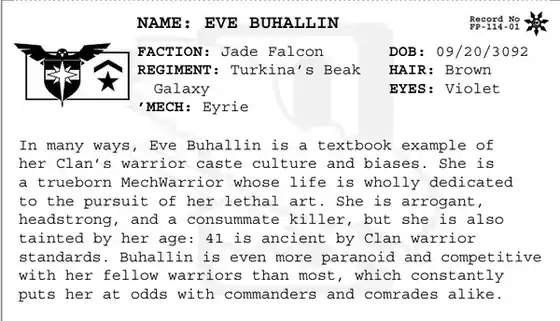 NAME: EVE BUHALLIN
Record No
FP-114-01
FACTION: Jade Falcon
DOB: 09/20/3092
REGIMENT: Turkina’s Beak
HAIR: Brown
Galaxy
EYES: Violet
’MECH: Eyrie
In many ways, Eve Buhallin is a textbook example of
her Clan’s warrior caste culture and biases. She is
a trueborn MechWarrior whose life is wholly dedicated
to the pursuit of her lethal art. She is arrogant,
headstrong, and a consummate killer, but she is also
tainted by her age: 41 is ancient by Clan warrior
standards. Buhallin is even more paranoid and competitive
with her fellow warriors than most, which constantly
puts her at odds with commanders and comrades alike.